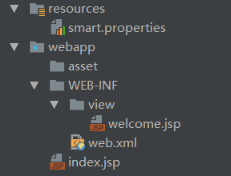 resources
smart.properties
webapp
asset
WEB-INF
view
welcome.jsp
web.xml
index.jsp